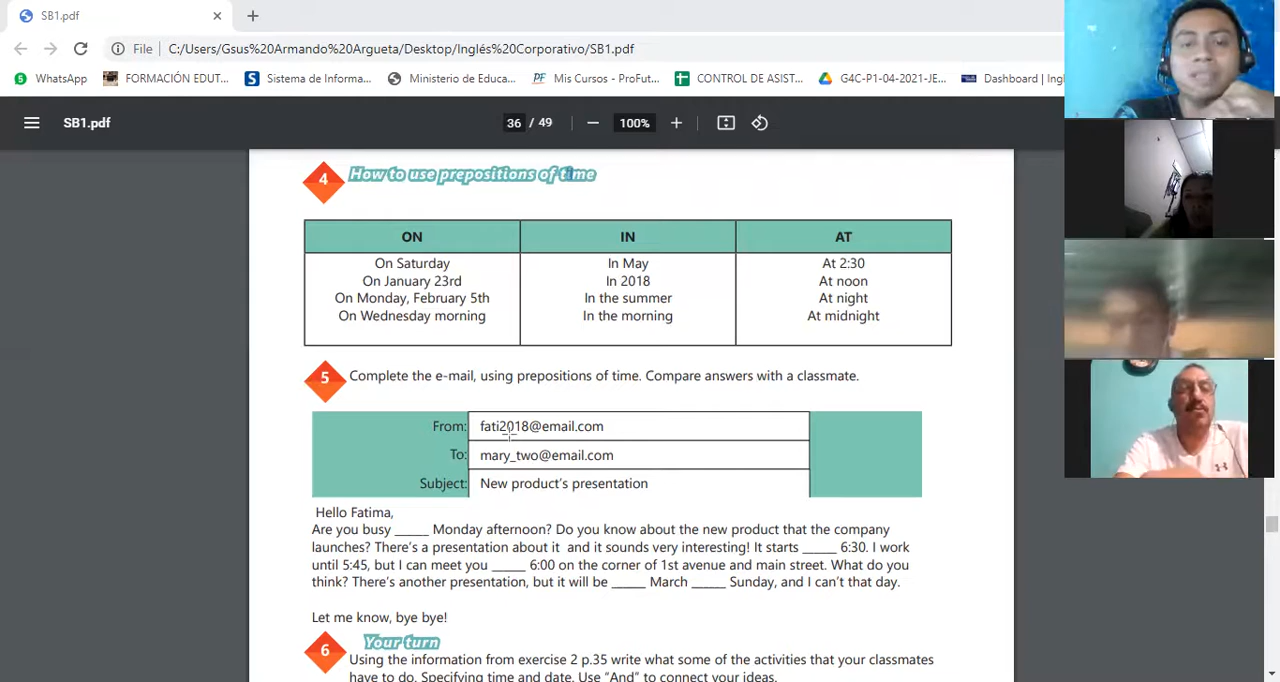 SB1.pdf
File C:/Users/Gsus%20Armando%20Argueta/Desktop/Inglés%20Corporativo/SB1.pdf
WhatsApp FORMACIÓN EDUT... Sistema de Informa... Ministerio de Educa... Mis Cursos - ProFut... CONTROL DE ASIST... G4C-P1-04-2021-JE... Dashboard | Ingl
SB1.pdf 36 / 49 100%
4 How to use prepositions of time
ON IN AT
On Saturday In May At 2:30
On January 23rd In 2018 At noon
On Monday, February 5th In the summer At night
On Wednesday morning In the morning At midnight
5 Complete the e-mail, using prepositions of time. Compare answers with a classmate.
From: fati2018@email.com
To: mary_two@email.com
Subject: New product's presentation
Hello Fatima,
Are you busy _____ Monday afternoon? Do you know about the new product that the company
launches? There's a presentation about it and it sounds very interesting! It starts _____ 6:30. I work
until 5:45, but I can meet you _____ 6:00 on the corner of 1st avenue and main street. What do you
think? There's another presentation, but it will be _____ March _____ Sunday, and I can't that day.
Let me know, bye bye!
6 Your turn
Using the information from exercise 2 p.35 write what some of the activities that your classmates
have to do. Specifying time and date. Use "And" to connect your ideas.